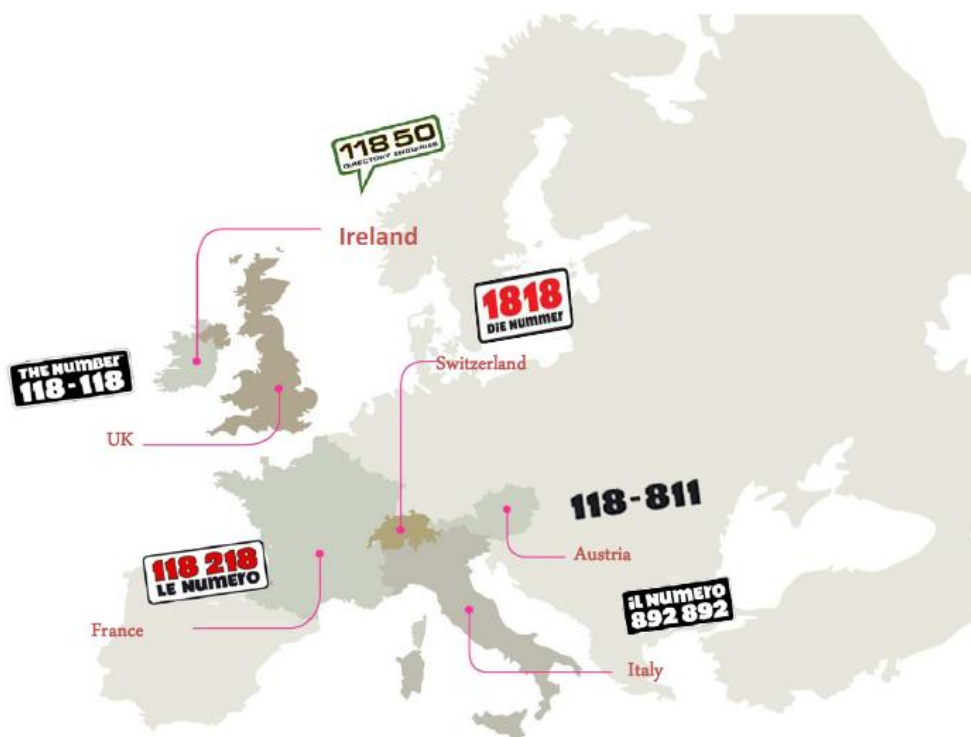 11850
DIRECTORY ENQUIRIES
Ireland
1818
DiE NUMMER
Switzerland
THE NUMBER
118-118
UK
118-811
Austria
118 218
LE NUMERO
France
iL NUMERO
892 892
Italy